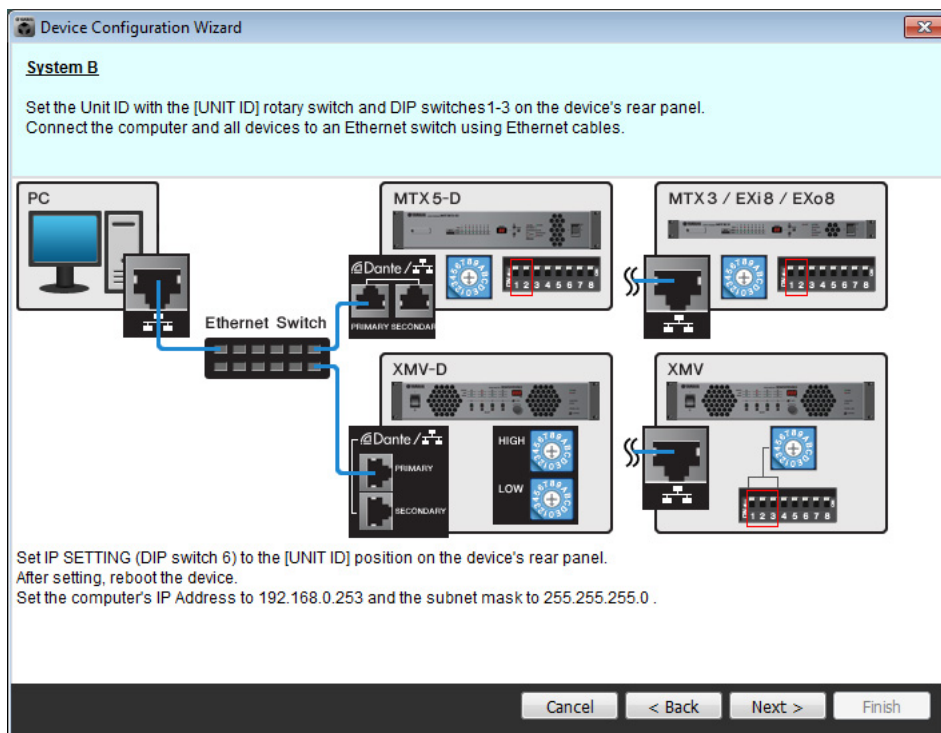 Device Configuration Wizard
System B
Set the Unit ID with the [UNIT ID] rotary switch and DIP switches1-3 on the device's rear panel.
Connect the computer and all devices to an Ethernet switch using Ethernet cables.
PC
MTX5-D
MTX3 / EXi8 / EXo8
Dante /
PRIMARY SECONDAR
1 2 3 4 5 6 7 8
1 2 3 4 5 6 7 8
Ethernet Switch
XMV-D
XMV
Dante /
PRIMARY
SECONDARY
HIGH
LOW
1 2 3 4 5 6 7 8
Set IP SETTING (DIP switch 6) to the [UNIT ID] position on the device's rear panel.
After setting, reboot the device.
Set the computer's IP Address to 192.168.0.253 and the subnet mask to 255.255.255.0 .
Cancel
< Back
Next >
Finish